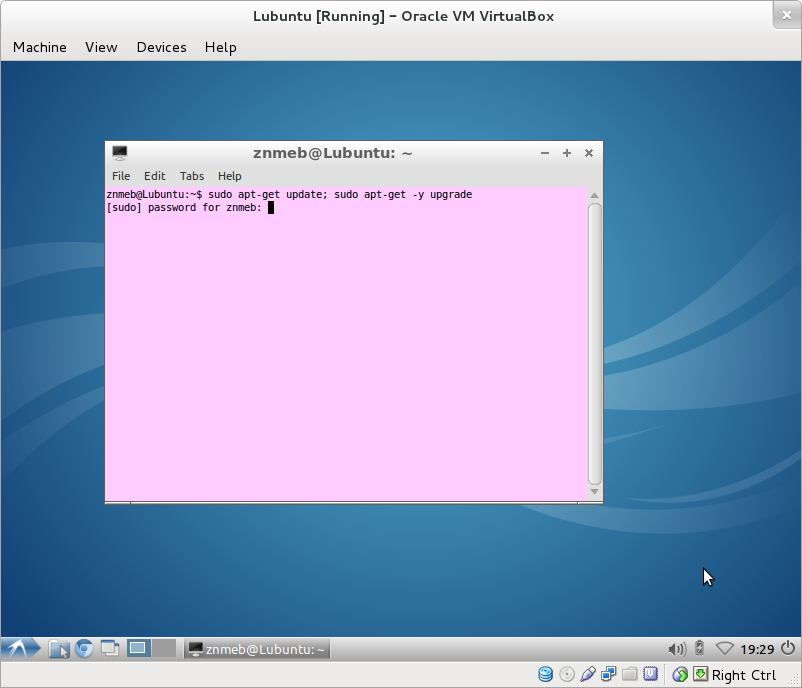 Lubuntu [Running] – Oracle VM VirtualBox
Machine View Devices Help
znmeb@Lubuntu: ~
File Edit Tabs Help
znmeb@Lubuntu:~$ sudo apt-get update; sudo apt-get -y upgrade
[sudo] password for znmeb:
znmeb@Lubuntu: ~
19:29
Right Ctrl